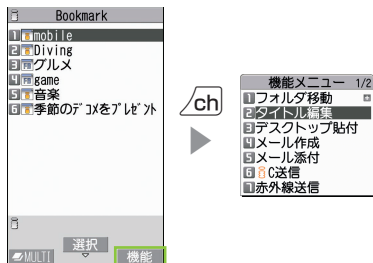 Bookmark
1 mobile
2 Diving
3 グルメ
4 game
5 音楽
6 季節のデコメをプレゼント
MULTI
選択
機能
/ch
機能メニュー 1/2
1 フォルダ移動
2 タイトル編集
3 デスクトップ貼付
4 メール作成
5 メール添付
6 iC送信
7 赤外線送信